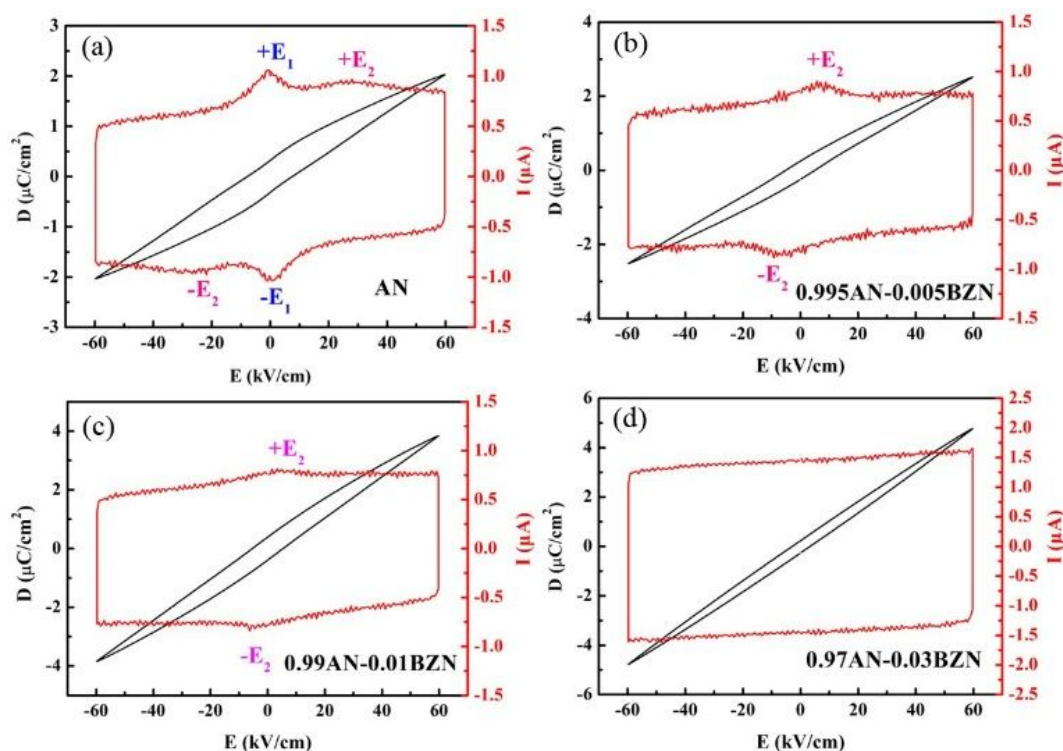 (a)
+E₁
+E₂
-E₂
-E₁
AN
D (μC/cm²)
3
2
1
0
-1
-2
-3
-60 -40 -20 0 20 40 60
E (kV/cm)
1.5
1.0
0.5
0.0
-0.5
-1.0
-1.5
I (μA)
(b)
+E₂
-E₂
0.995AN-0.005BZN
D (μC/cm²)
4
2
0
-2
-4
-60 -40 -20 0 20 40 60
E (kV/cm)
1.5
1.0
0.5
0.0
-0.5
-1.0
-1.5
I (μA)
(c)
+E₂
-E₂
0.99AN-0.01BZN
D (μC/cm²)
4
2
0
-2
-4
-60 -40 -20 0 20 40 60
E (kV/cm)
1.5
1.0
0.5
0.0
-0.5
-1.0
-1.5
I (μA)
(d)
0.97AN-0.03BZN
D (μC/cm²)
6
4
2
0
-2
-4
-6
-60 -40 -20 0 20 40 60
E (kV/cm)
2.5
2.0
1.5
1.0
0.5
0.0
-0.5
-1.0
-1.5
-2.0
-2.5
I (μA)